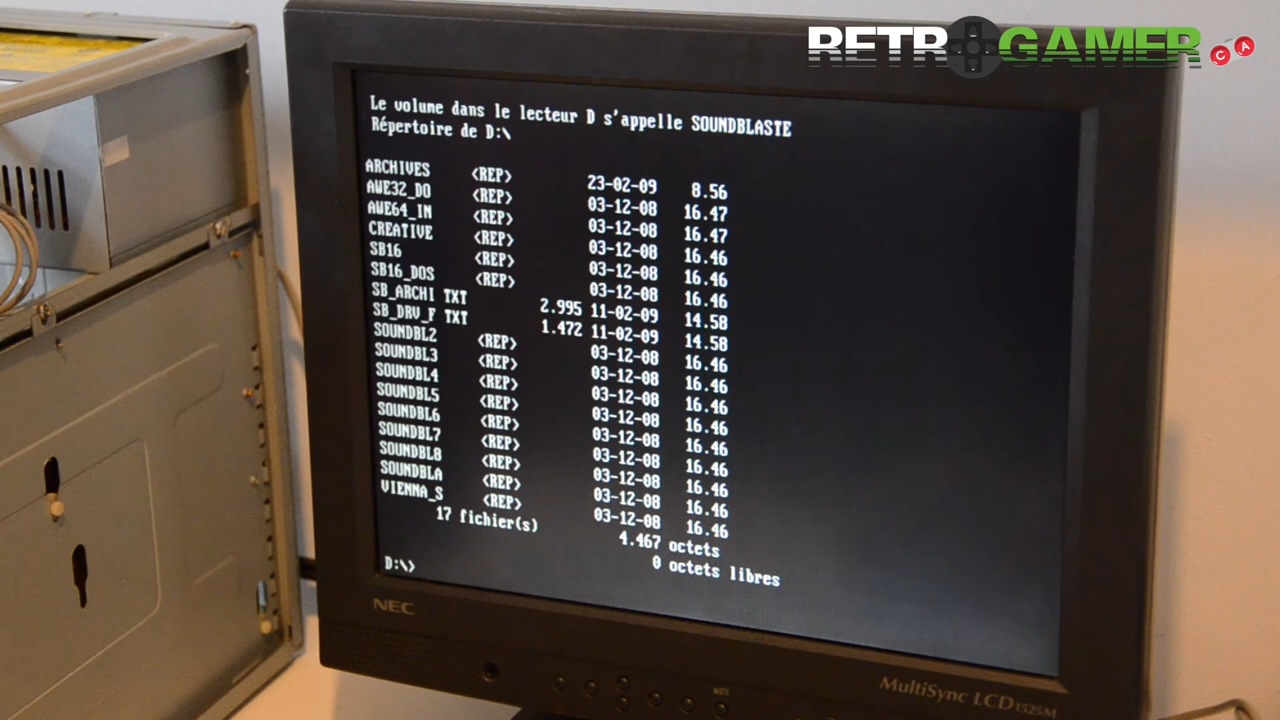 RETROGAMER.CA
Le volume dans le lecteur D s'appelle SOUNDBLASTE
Répertoire de D:\
ARCHIVES <REP> 23-02-09 8.56
AWE32_DO <REP> 03-12-08 16.47
AWE64_IN <REP> 03-12-08 16.47
CREATIVE <REP> 03-12-08 16.46
SB16 <REP> 03-12-08 16.46
SB16_DOS <REP> 03-12-08 16.46
SB_ARCHI TXT 2.995 11-02-09 14.58
SB_DRV_F TXT 1.472 11-02-09 14.58
SOUNDBL2 <REP> 03-12-08 16.46
SOUNDBL3 <REP> 03-12-08 16.46
SOUNDBL4 <REP> 03-12-08 16.46
SOUNDBL5 <REP> 03-12-08 16.46
SOUNDBL6 <REP> 03-12-08 16.46
SOUNDBL7 <REP> 03-12-08 16.46
SOUNDBL8 <REP> 03-12-08 16.46
SOUNDBLA <REP> 03-12-08 16.46
VIENNA_S <REP> 03-12-08 16.46
17 fichier(s) 4.467 octets
0 octets libres
D:\>
NEC
MUTE
MultiSync LCD1525M